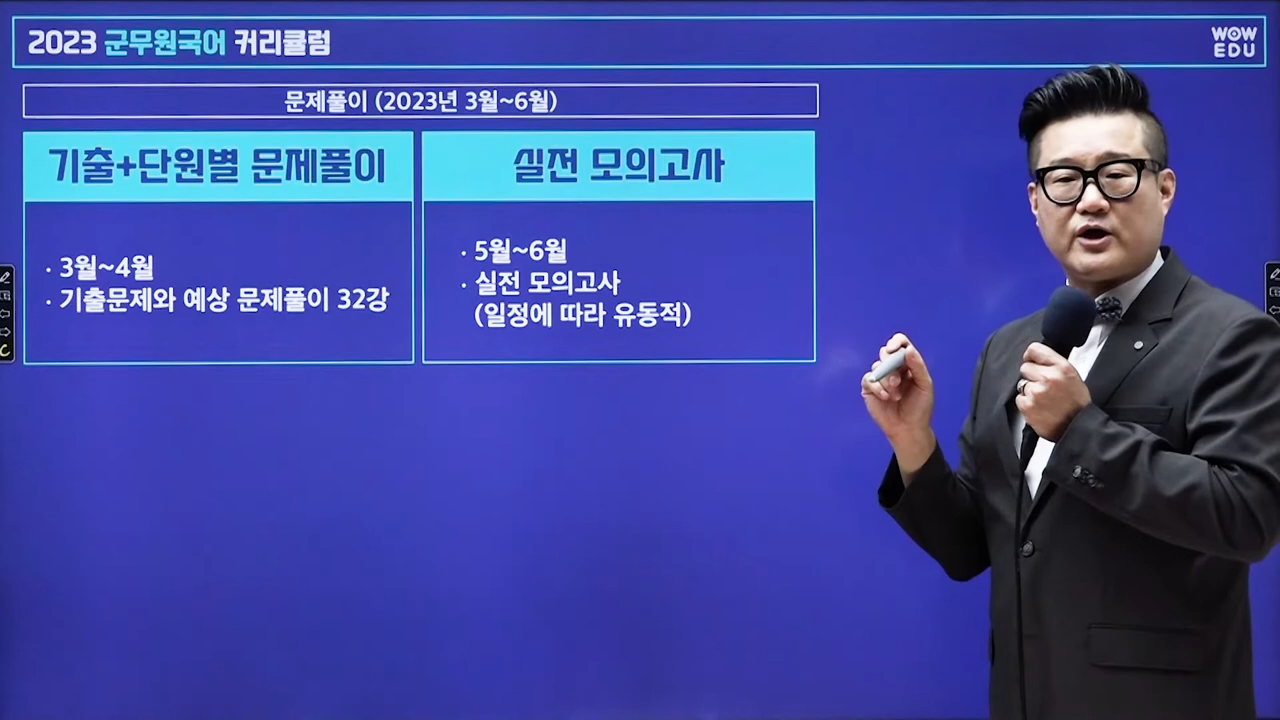 2023 군무원국어 커리큘럼
WOW
EDU
문제풀이 (2023년 3월~6월)
기출+단원별 문제풀이
· 3월~4월
· 기출문제와 예상 문제풀이 32강
실전 모의고사
· 5월~6월
· 실전 모의고사
(일정에 따라 유동적)